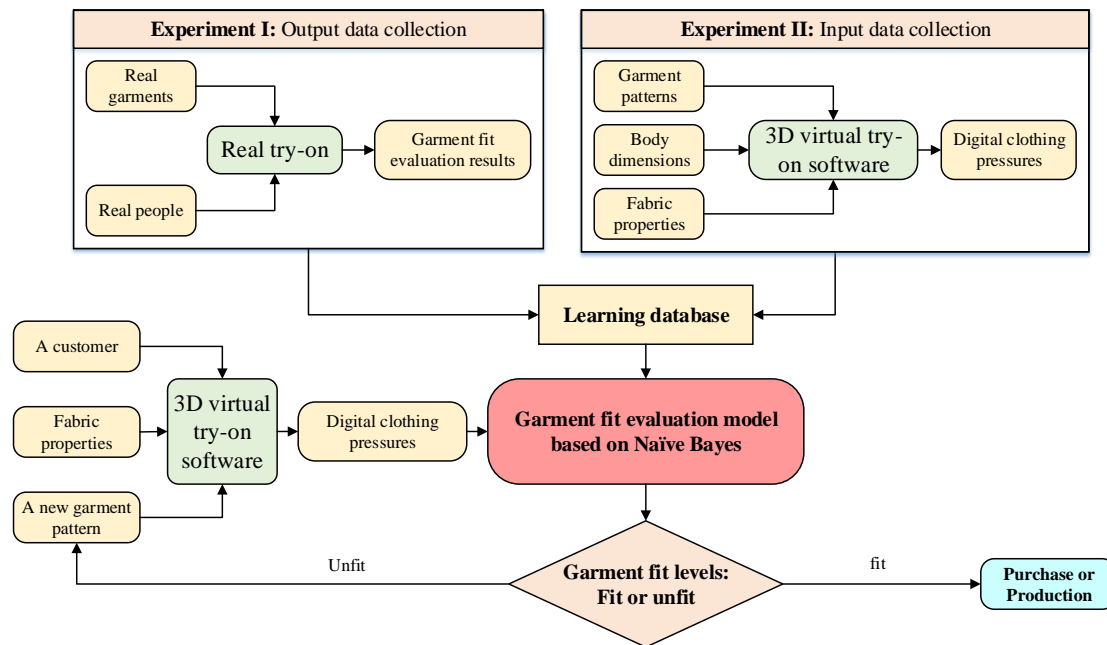 Experiment I: Output data collection
Real
garments
Real try-on
Garment fit
evaluation results
Real people
Experiment II: Input data collection
Garment
patterns
Body
dimensions
Fabric
properties
3D virtual try-
on software
Digital clothing
pressures
Learning database
A customer
Fabric
properties
A new garment
pattern
3D virtual
try-on
software
Digital clothing
pressures
Garment fit evaluation model
based on Naïve Bayes
Unfit
Garment fit levels:
Fit or unfit
fit
Purchase or
Production